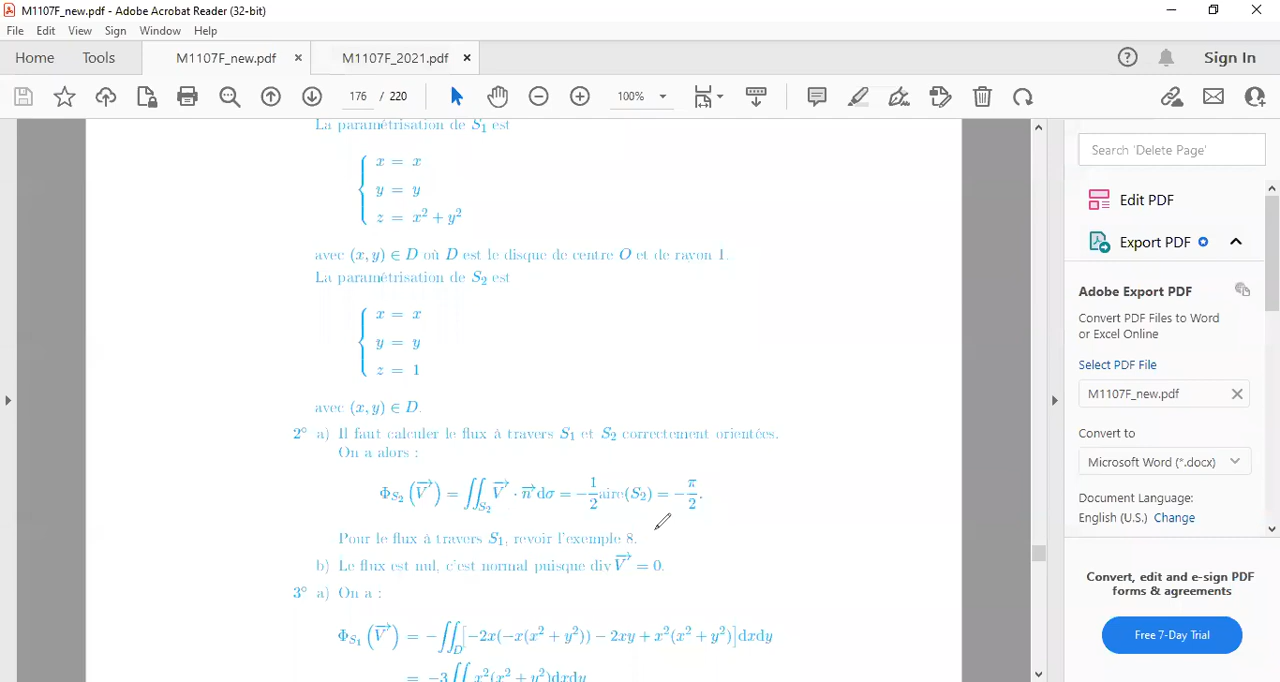 M1107F_new.pdf - Adobe Acrobat Reader (32-bit)
File Edit View Sign Window Help
Home Tools M1107F_new.pdf × M1107F_2021.pdf × Sign In
176 / 220 100%
La paramétrisation de S₁ est
x = x
y = y
z = x² + y²
avec (x, y) ∈ D où D est le disque de centre O et de rayon 1.
La paramétrisation de S₂ est
x = x
y = y
z = 1
avec (x, y) ∈ D.
2° a) Il faut calculer le flux à travers S₁ et S₂ correctement orientées.
On a alors :
Φ_{S₂}(V⃗) = ∬_{S₂} V⃗ · n⃗ dσ = −1/2 aire(S₂) = −π/2.
Pour le flux à travers S₁, revoir l'exemple 8.
b) Le flux est nul, c'est normal puisque div V⃗ = 0.
3° a) On a :
Φ_{S₁}(V⃗) = −∬_D [−2x(−x(x² + y²)) − 2xy + x²(x² + y²)]dxdy
= −3 ∬ x²(x² + y²)dxdy
Search 'Delete Page'
Edit PDF
Export PDF
Adobe Export PDF
Convert PDF Files to Word
or Excel Online
Select PDF File
M1107F_new.pdf ×
Convert to
Microsoft Word (*.docx)
Document Language:
English (U.S.) Change
Convert, edit and e-sign PDF
forms & agreements
Free 7-Day Trial